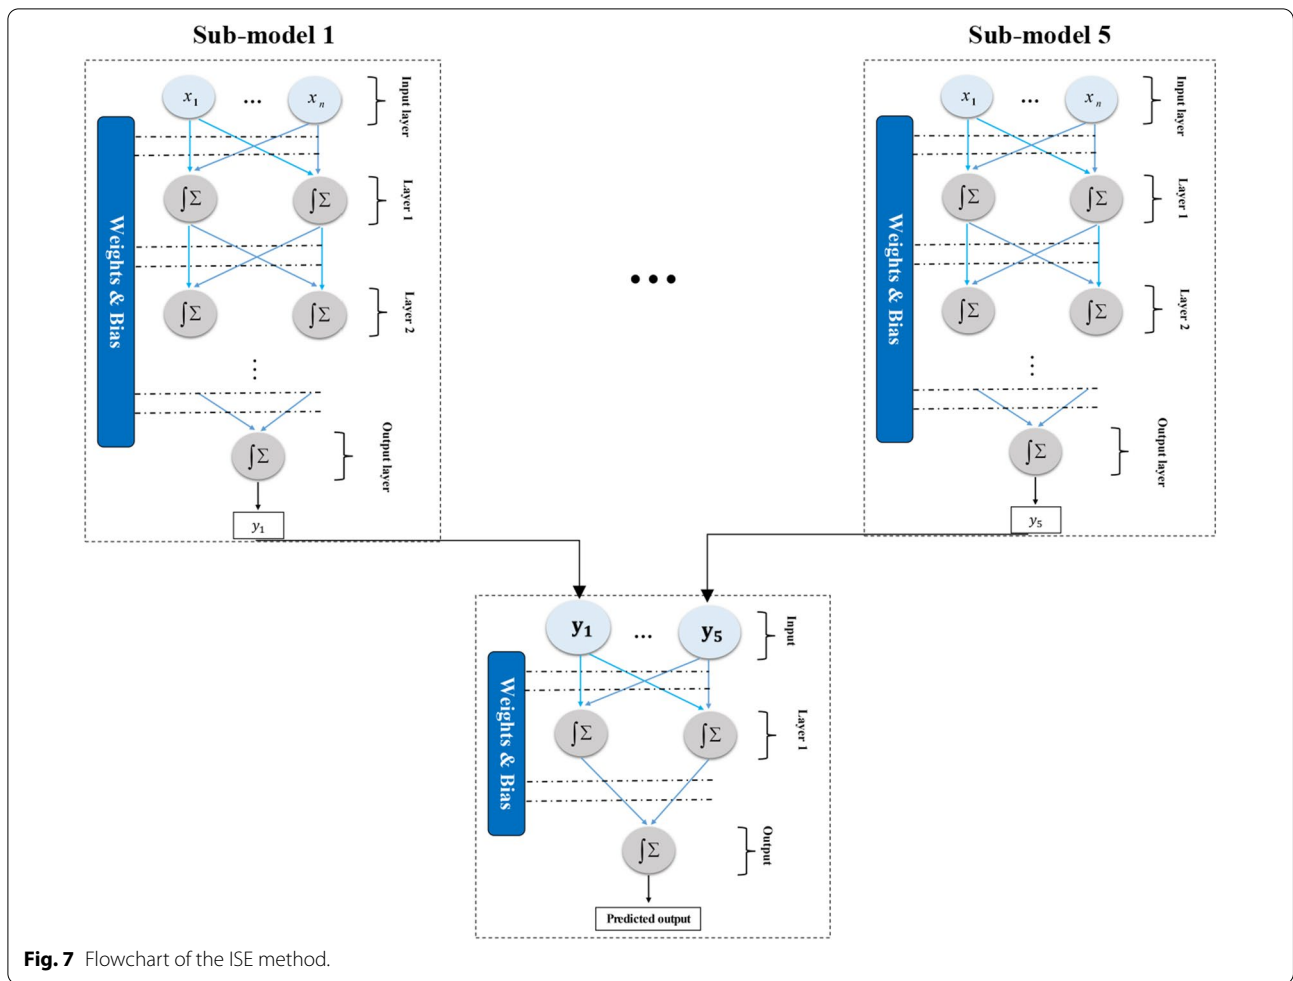 Sub-model 1
x1 ... xn
Input layer
∫Σ ∫Σ
Layer 1
∫Σ ∫Σ
Layer 2
⋮
∫Σ
Output layer
y1
Weights & Bias
...
Sub-model 5
x1 ... xn
Input layer
∫Σ ∫Σ
Layer 1
∫Σ ∫Σ
Layer 2
⋮
∫Σ
Output layer
y5
Weights & Bias
y1 ... y5
Input
∫Σ ∫Σ
Layer 1
∫Σ
Output
Weights & Bias
Predicted output
Fig. 7 Flowchart of the ISE method.